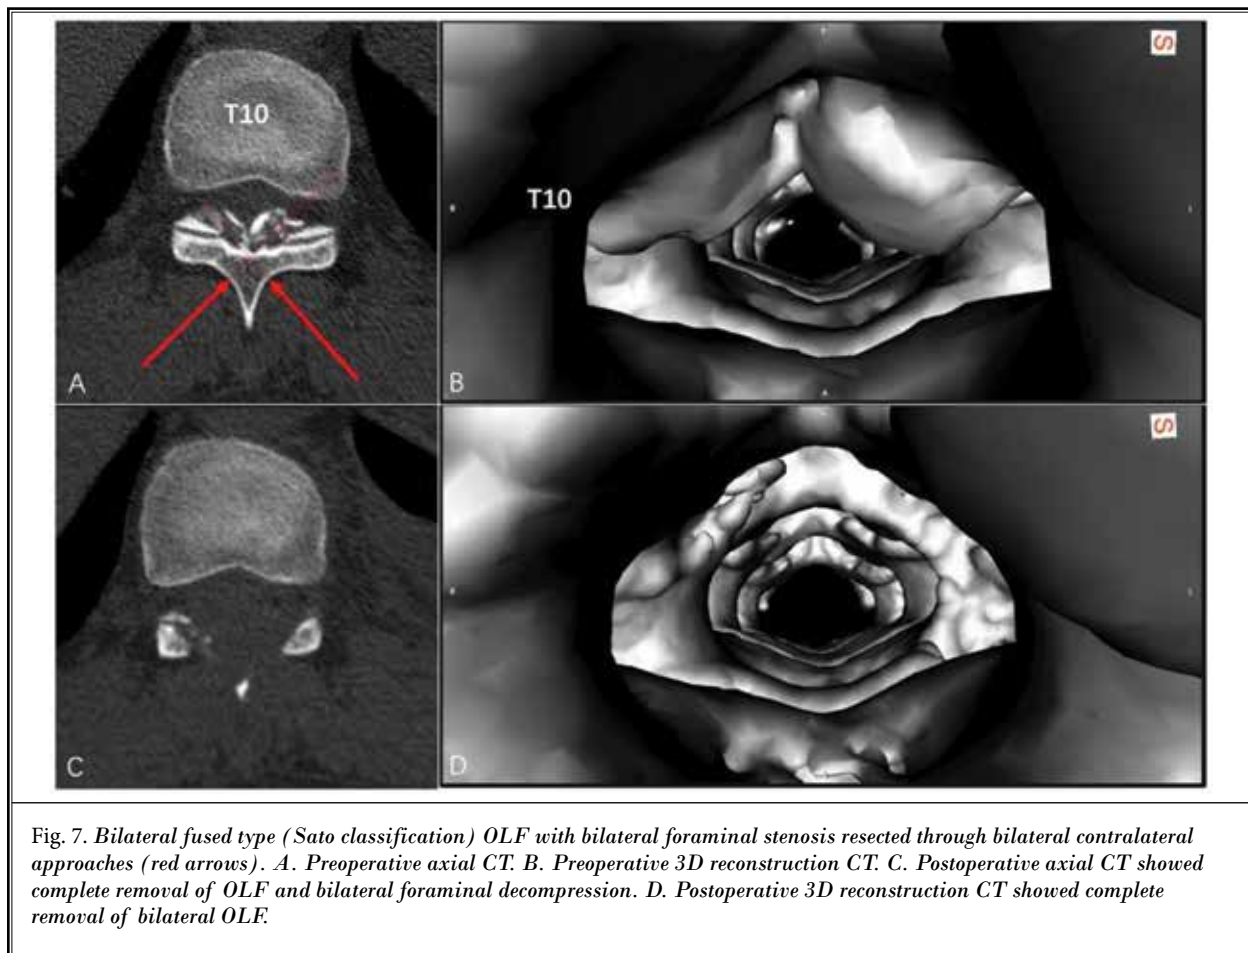 T10
S
T10
A
B
S
C
D
Fig. 7. Bilateral fused type (Sato classification) OLF with bilateral foraminal stenosis resected through bilateral contralateral
approaches (red arrows). A. Preoperative axial CT. B. Preoperative 3D reconstruction CT. C. Postoperative axial CT showed
complete removal of OLF and bilateral foraminal decompression. D. Postoperative 3D reconstruction CT showed complete
removal of bilateral OLF.